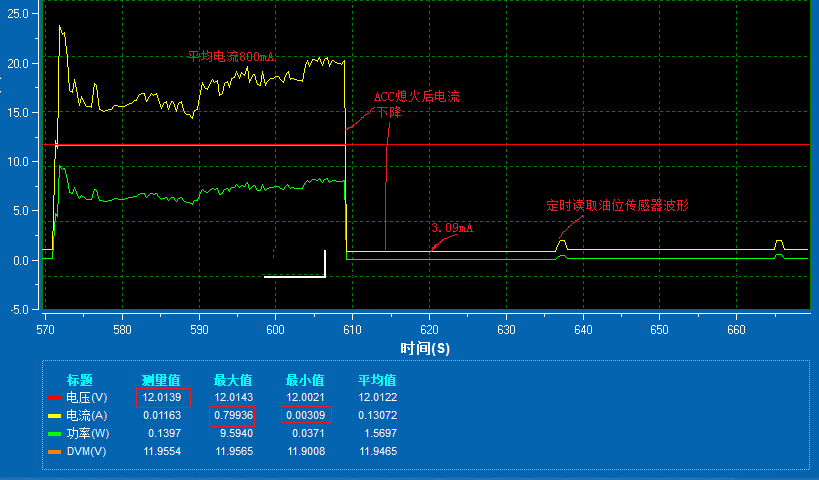 25.0
20.0
15.0
10.0
5.0
0.0
-5.0
平均电流800mA
ACC熄火后电流
下降
定时读取油位传感器波形
3.09mA
570 580 590 600 610 620 630 640 650 660
时间(S)
标题 测量值 最大值 最小值 平均值
电压(V) 12.0139 12.0143 12.0021 12.0122
电流(A) 0.01163 0.79936 0.00309 0.13072
功率(W) 0.1397 9.5940 0.0371 1.5697
DVM(V) 11.9554 11.9565 11.9008 11.9465